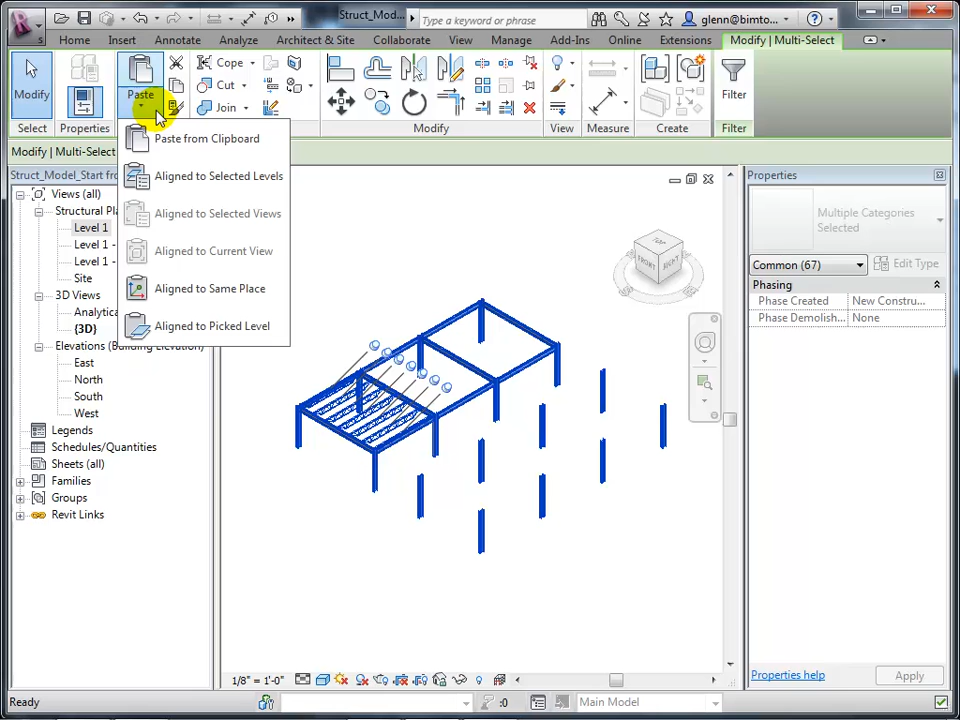 Struct_Mod...
Type a keyword or phrase
glenn@bimto...
Home Insert Annotate Analyze Architect & Site Collaborate View Manage Add-Ins Online Extensions Modify | Multi-Select
Modify
Paste
Cope
Cut
Join
Filter
Select Properties Modify View Measure Create Filter
Modify | Multi-Select
Paste from Clipboard
Aligned to Selected Levels
Aligned to Selected Views
Aligned to Current View
Aligned to Same Place
Aligned to Picked Level
Struct_Model_Start fro
Views (all)
Structural Pla
Level 1
Level 1 -
Level 1 -
Site
3D Views
Analytica
{3D}
Elevations (Building Elevation)
East
North
South
West
Legends
Schedules/Quantities
Sheets (all)
Families
Groups
Revit Links
TOP
FRONT
RIGHT
Properties
Multiple Categories
Selected
Common (67)
Edit Type
Phasing
Phase Created New Constru...
Phase Demolish... None
Properties help
Apply
1/8" = 1'-0"
Ready
:0
Main Model